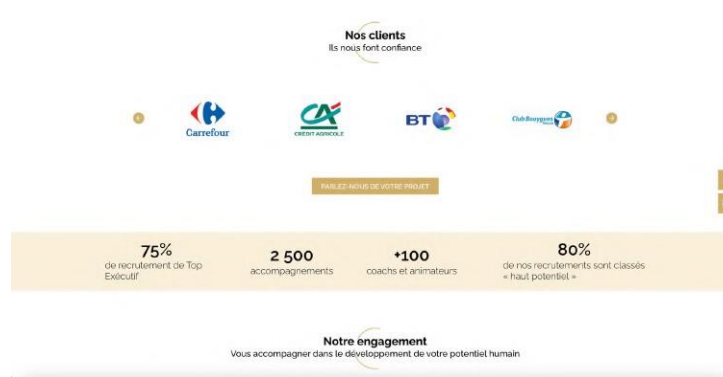 Nos clients
Ils nous font confiance
Carrefour
CRÉDIT AGRICOLE
BT
Club Bouygues
PARLEZ-NOUS DE VOTRE PROJET
75%
de recrutement de Top
Exécutif
2 500
accompagnements
+100
coachs et animateurs
80%
de nos recrutements sont classés
« haut potentiel »
Notre engagement
Vous accompagner dans le développement de votre potentiel humain